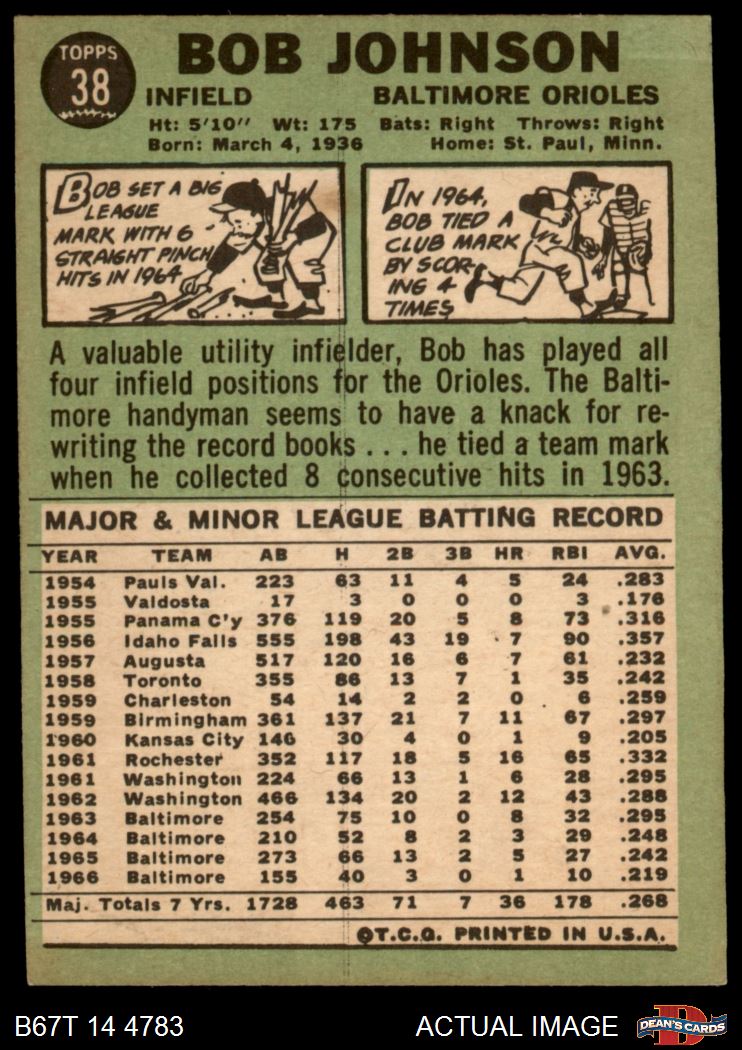 TOPPS
38
BOB JOHNSON
INFIELD BALTIMORE ORIOLES
Ht: 5'10" Wt: 175 Bats: Right Throws: Right
Born: March 4, 1936 Home: St. Paul, Minn.
BOB SET A BIG
LEAGUE
MARK WITH 6
STRAIGHT PINCH
HITS IN 1964
IN 1964,
BOB TIED A
CLUB MARK
BY SCOR-
ING 4
TIMES
A valuable utility infielder, Bob has played all
four infield positions for the Orioles. The Balti-
more handyman seems to have a knack for re-
writing the record books . . . he tied a team mark
when he collected 8 consecutive hits in 1963.
MAJOR & MINOR LEAGUE BATTING RECORD
YEAR TEAM AB H 2B 3B HR RBI AVG.
1954 Pauls Val. 223 63 11 4 5 24 .283
1955 Valdosta 17 3 0 0 0 3 .176
1955 Panama C'y 376 119 20 5 8 73 .316
1956 Idaho Falls 555 198 43 19 7 90 .357
1957 Augusta 517 120 16 6 7 61 .232
1958 Toronto 355 86 13 7 1 35 .242
1959 Charleston 54 14 2 2 0 6 .259
1959 Birmingham 361 137 21 7 11 67 .297
1960 Kansas City 146 30 4 0 1 9 .205
1961 Rochester 352 117 18 5 16 65 .332
1961 Washington 224 66 13 1 6 28 .295
1962 Washington 466 134 20 2 12 43 .288
1963 Baltimore 254 75 10 0 8 32 .295
1964 Baltimore 210 52 8 2 3 29 .248
1965 Baltimore 273 66 13 2 5 27 .242
1966 Baltimore 155 40 3 0 1 10 .219
Maj. Totals 7 Yrs. 1728 463 71 7 36 178 .268
©T.C.G. PRINTED IN U.S.A.
B67T 14 4783 ACTUAL IMAGE DEAN'S CARDS